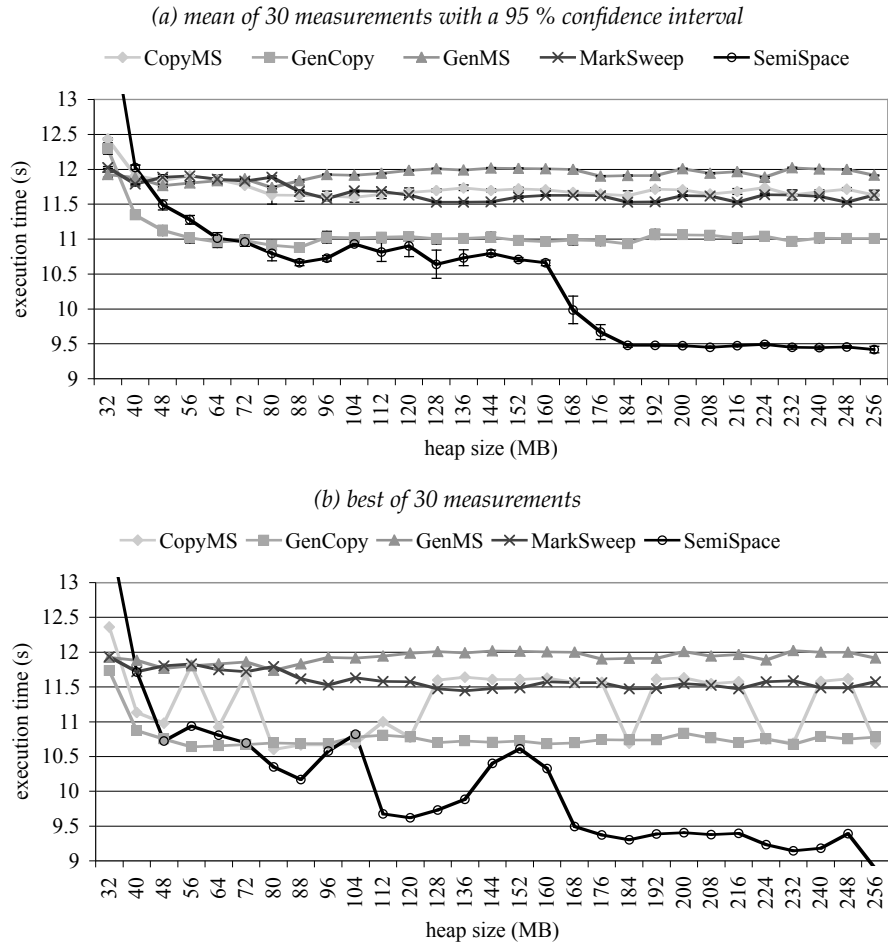 (a) mean of 30 measurements with a 95 % confidence interval
CopyMS GenCopy GenMS MarkSweep SemiSpace
13
12.5
12
11.5
11
10.5
10
9.5
9
execution time (s)
32 40 48 56 64 72 80 88 96 104 112 120 128 136 144 152 160 168 176 184 192 200 208 216 224 232 240 248 256
heap size (MB)
(b) best of 30 measurements
CopyMS GenCopy GenMS MarkSweep SemiSpace
13
12.5
12
11.5
11
10.5
10
9.5
9
execution time (s)
32 40 48 56 64 72 80 88 96 104 112 120 128 136 144 152 160 168 176 184 192 200 208 216 224 232 240 248 256
heap size (MB)